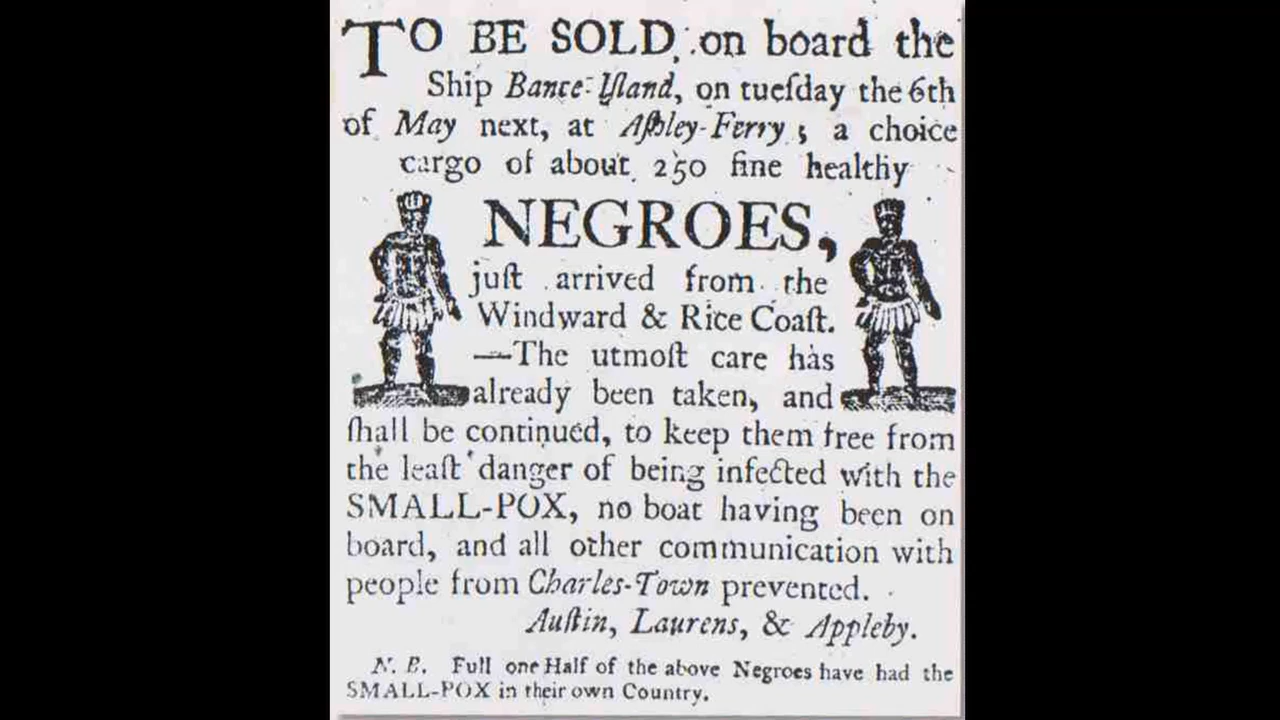 TO BE SOLD, on board the
Ship Bance-Iſland, on tueſday the 6th
of May next, at Aſhley-Ferry; a choice
cargo of about 250 fine healthy
NEGROES,
juſt arrived from the
Windward & Rice Coaſt.
—The utmoſt care has
already been taken, and
ſhall be continued, to keep them free from
the leaſt danger of being infected with the
SMALL-POX, no boat having been on
board, and all other communication with
people from Charles-Town prevented.
Auſtin, Laurens, & Appleby.
N. B. Full one Half of the above Negroes have had the
SMALL-POX in their own Country.